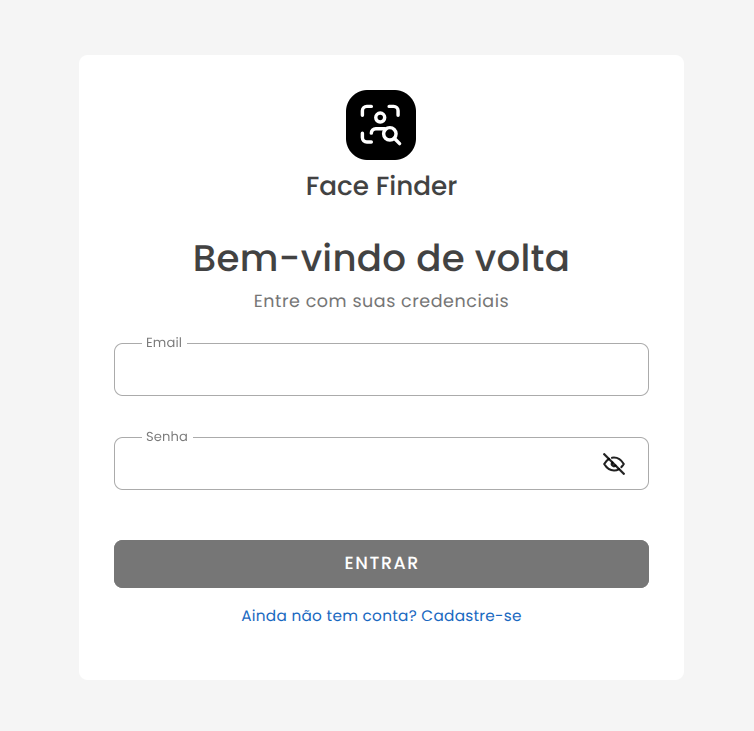 Face Finder
Bem-vindo de volta
Entre com suas credenciais
Email
Senha
ENTRAR
Ainda não tem conta? Cadastre-se